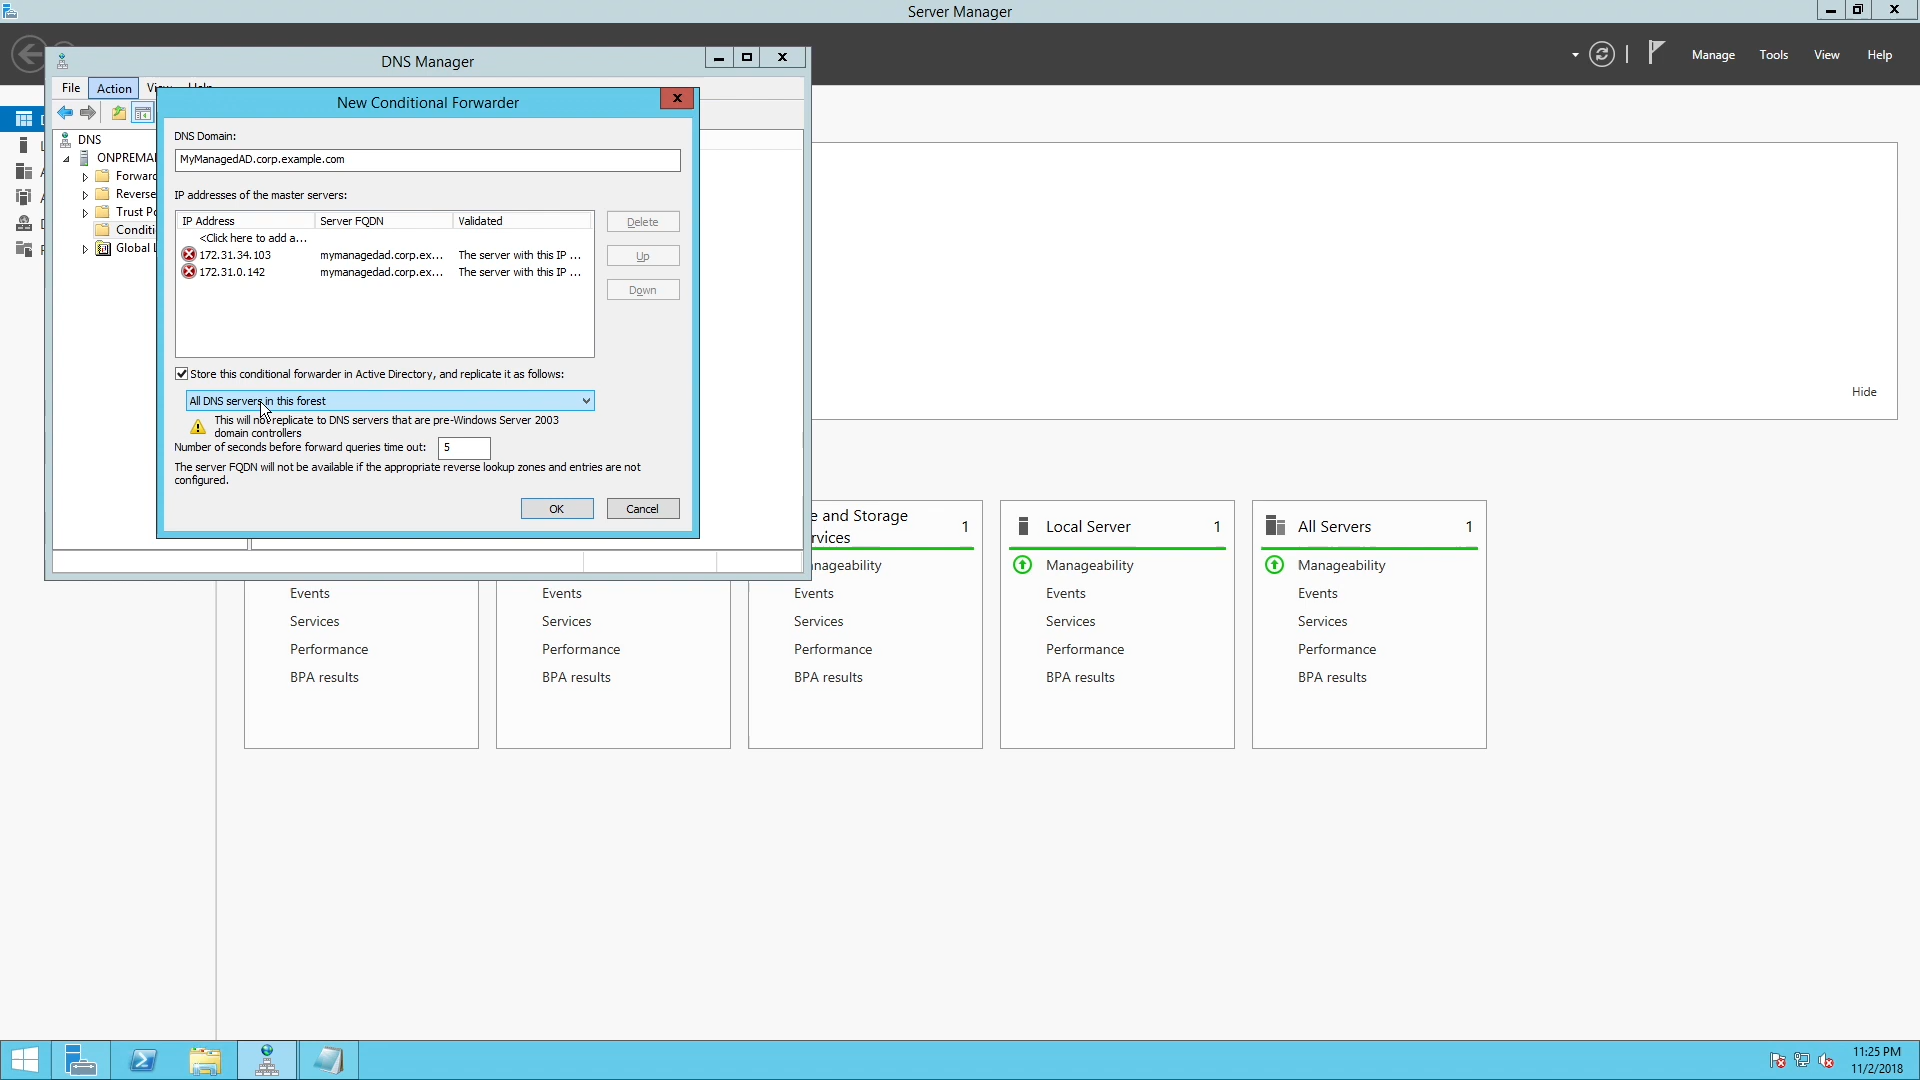 Server Manager
Manage
Tools
View
Help
DNS Manager
File
Action
DNS
Reverse
Trust
New Conditional Forwarder
DNS Domain:
MyManagedAD.corp.example.com
IP addresses of the master servers:
IP Address Server FQDN Validated
<Click here to add a...
172.31.34.103 mymanagedad.corp.ex... The server with this IP ...
172.31.0.142 mymanagedad.corp.ex... The server with this IP ...
Delete
Up
Down
Store this conditional forwarder in Active Directory, and replicate it as follows:
All DNS servers in this forest
This will not replicate to DNS servers that are pre-Windows Server 2003
domain controllers
Number of seconds before forward queries time out: 5
The server FQDN will not be available if the appropriate reverse lookup zones and entries are not
configured.
OK
Cancel
Hide
Events
Services
Performance
BPA results
Events
Services
Performance
BPA results
and Storage 1
Events
Services
Performance
BPA results
Local Server 1
Manageability
Events
Services
Performance
BPA results
All Servers 1
Manageability
Events
Services
Performance
BPA results
11:25 PM
11/2/2018